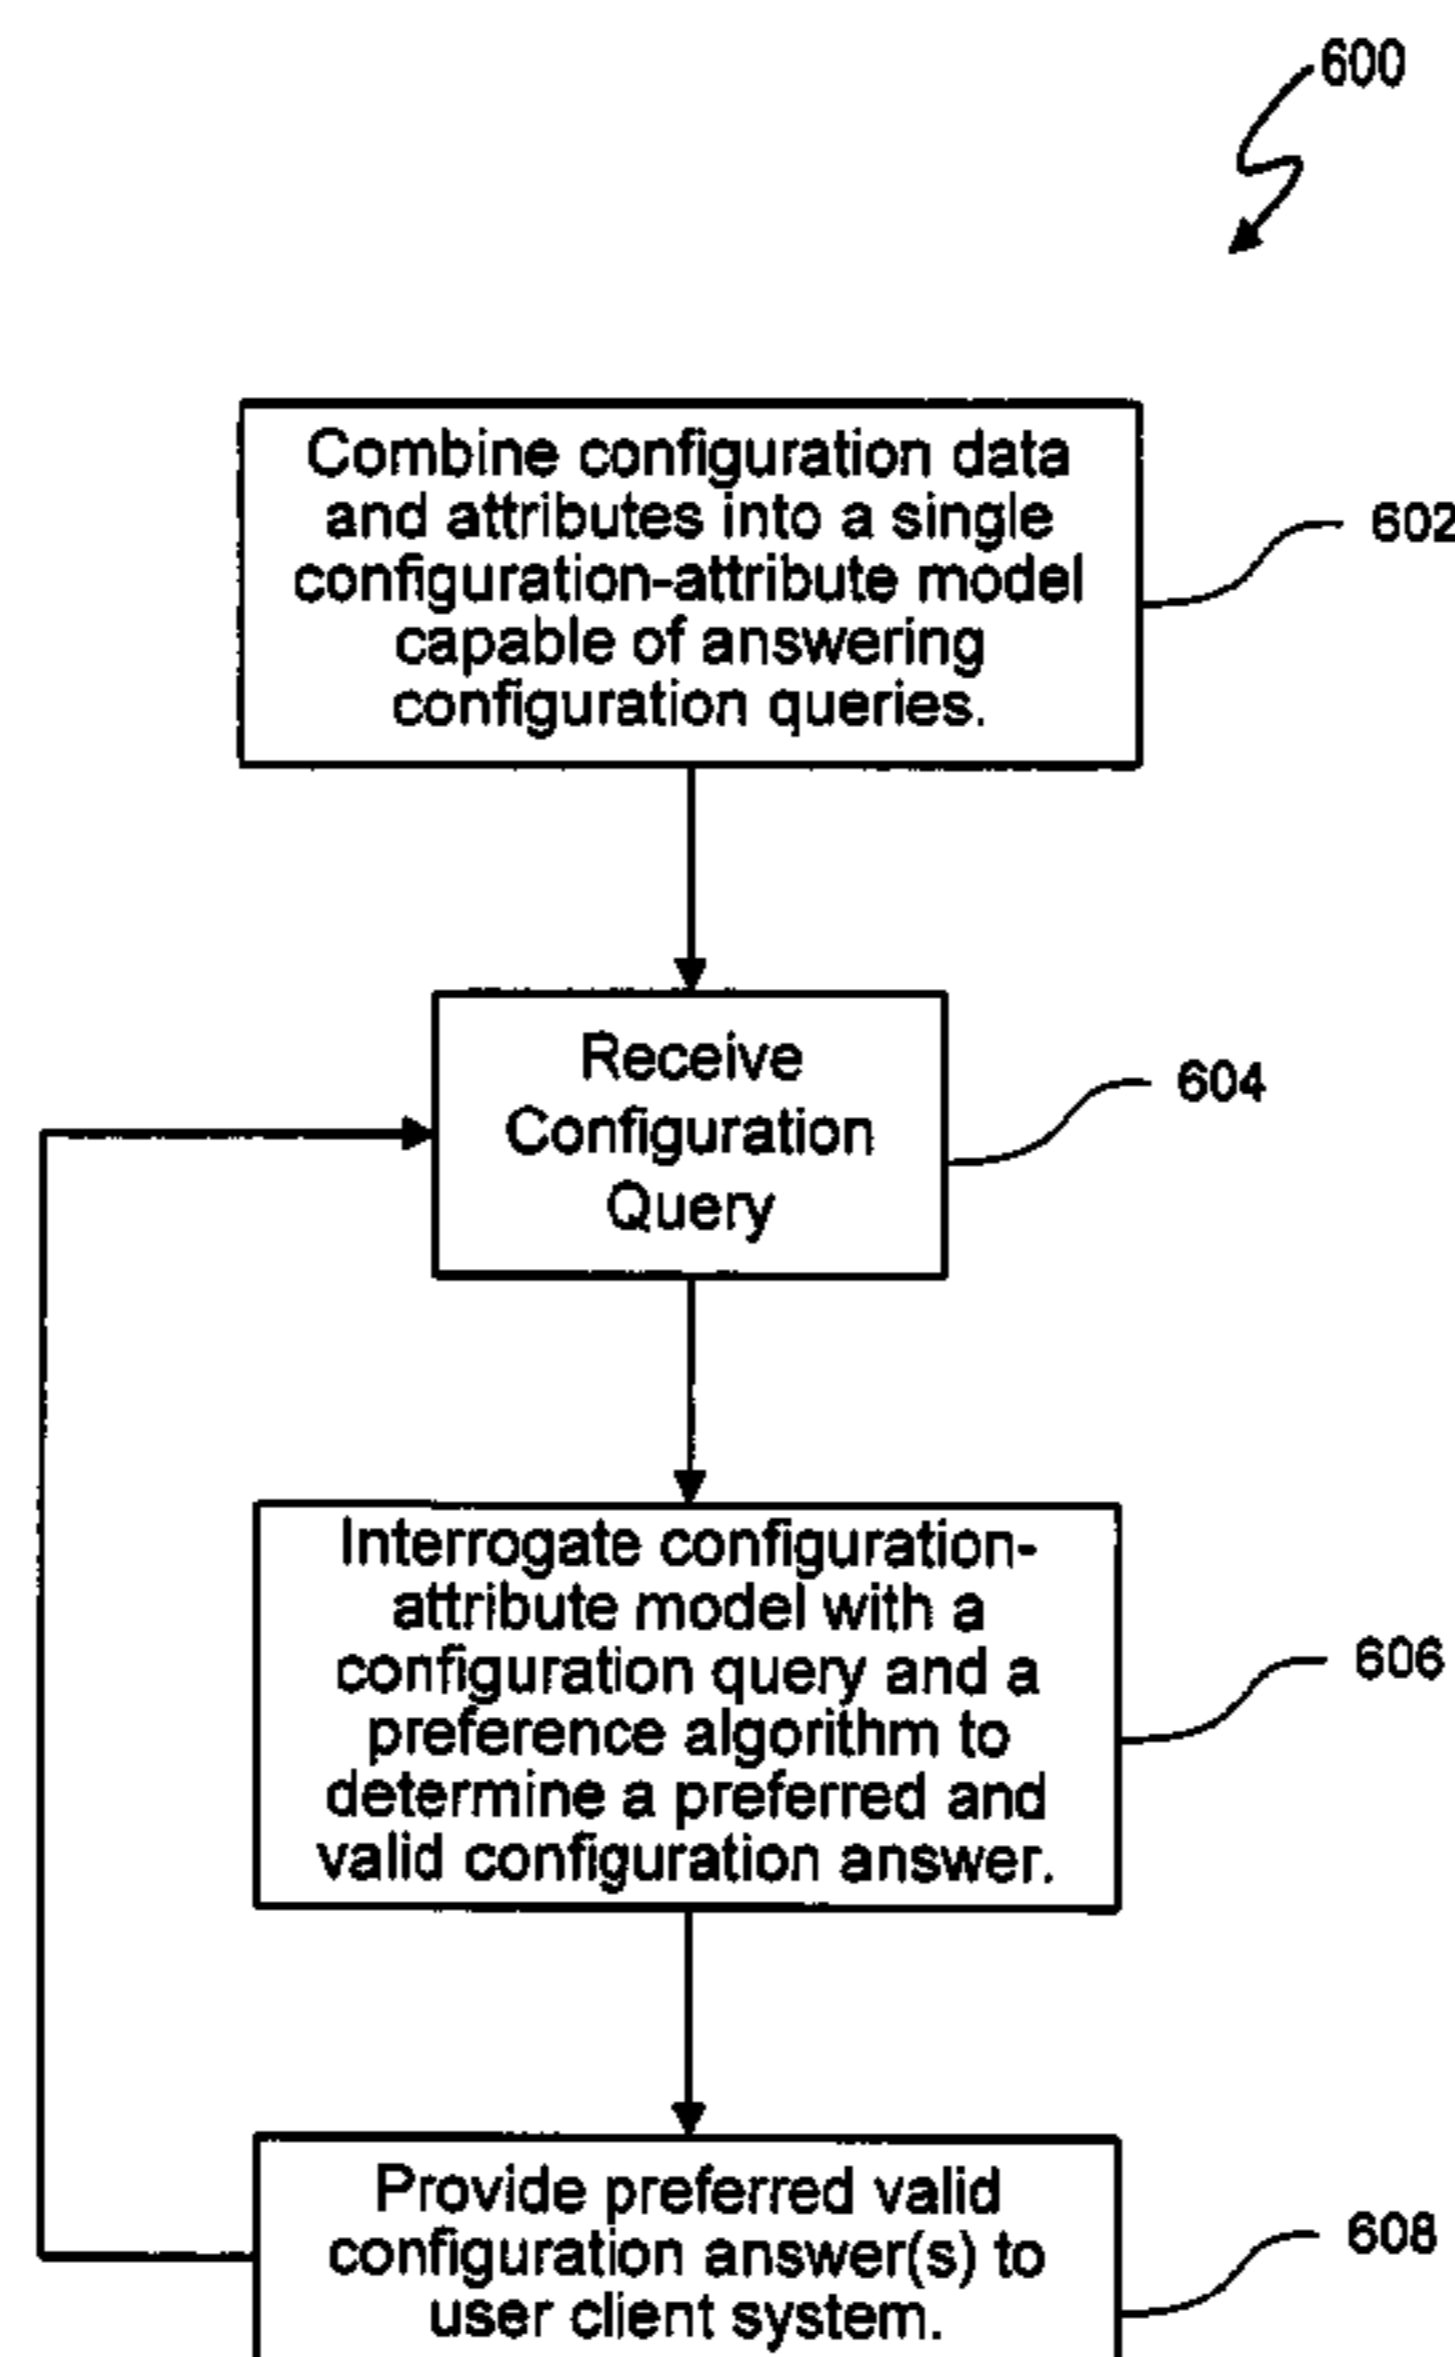 600
Combine configuration data
and attributes into a single
configuration-attribute model
capable of answering
configuration queries.
602
Receive
Configuration
Query
604
Interrogate configuration-
attribute model with a
configuration query and a
preference algorithm to
determine a preferred and
valid configuration answer.
606
Provide preferred valid
configuration answer(s) to
user client system.
608